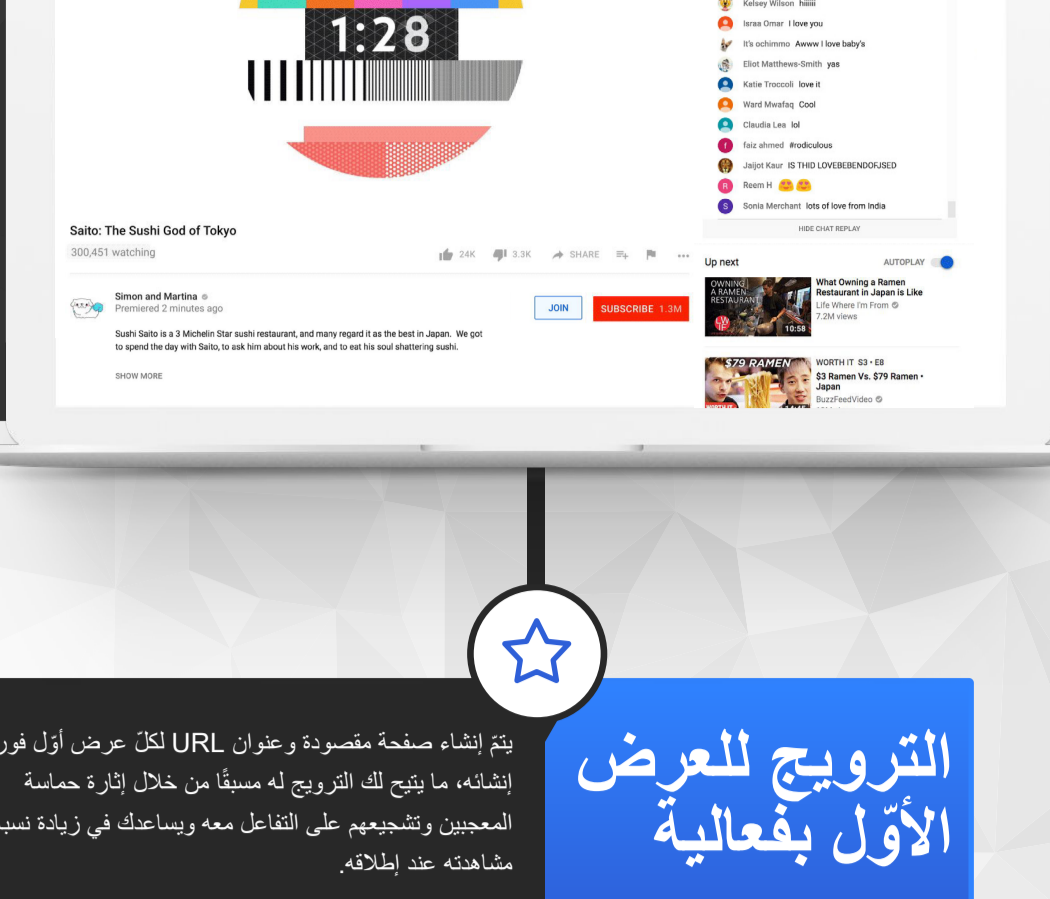 1:28
Saito: The Sushi God of Tokyo
300,451 watching
24K
3.3K
SHARE
Simon and Martina
Premiered 2 minutes ago
JOIN
SUBSCRIBE 1.3M
Sushi Saito is a 3 Michelin Star sushi restaurant, and many regard it as the best in Japan. We got
to spend the day with Saito, to ask him about his work, and to eat his soul shattering sushi.
SHOW MORE
Kelsey Wilson hiiiiii
Israa Omar I love you
It's ochimmo Awww I love baby's
Eliot Matthews-Smith yas
Katie Troccoli love it
Ward Mwafaq Cool
Claudia Lea lol
f faiz ahmed #rodiculous
Jaijot Kaur IS THID LOVEBEBENDOFJSED
R Reem H 😍 😍
S Sonia Merchant lots of love from India
HIDE CHAT REPLAY
Up next
AUTOPLAY
OWNING
A RAMEN
RESTAURANT
10:58
What Owning a Ramen
Restaurant in Japan is Like
Life Where I'm From
7.2M views
$79 RAMEN
WORTH IT S3 • E8
$3 Ramen Vs. $79 Ramen •
Japan
BuzzFeedVideo
الترويج للعرض
الأوّل بفعالية
يتمّ إنشاء صفحة مقصودة وعنوان URL لكلّ عرض أوّل فور
إنشائه، ما يتيح لك الترويج له مسبقًا من خلال إثارة حماسة
المعجبين وتشجيعهم على التفاعل معه ويساعدك في زيادة
مشاهدته عند إطلاقه.